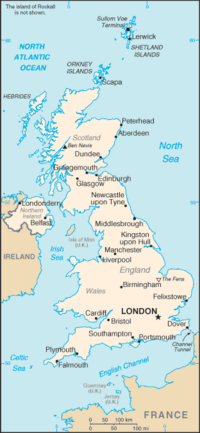 The island of Rockall
is not shown.
Sullom Voe
Terminal
Lerwick
SHETLAND
ISLANDS
NORTH
ATLANTIC
OCEAN
ORKNEY
ISLANDS
Scapa
HEBRIDES
Peterhead
Aberdeen
Scotland
Ben Nevis
Dundee
North
Sea
Grangemouth
Edinburgh
Glasgow
Newcastle
upon Tyne
Londonderry
Northern
Ireland
Belfast
Middlesbrough
Isle of Man
(U.K.)
Kingston
upon Hull
Irish
Sea
Manchester
Liverpool
IRELAND
England
The Fens
Birmingham
Wales
Felixstowe
Cardiff
LONDON
Bristol
Dover
Southampton
Portsmouth
Channel
Tunnel
Celtic
Sea
Plymouth
Falmouth
English Channel
Guernsey
(U.K.)
Jersey
(U.K.)
FRANCE
0 50 100 km
0 50 100 mi